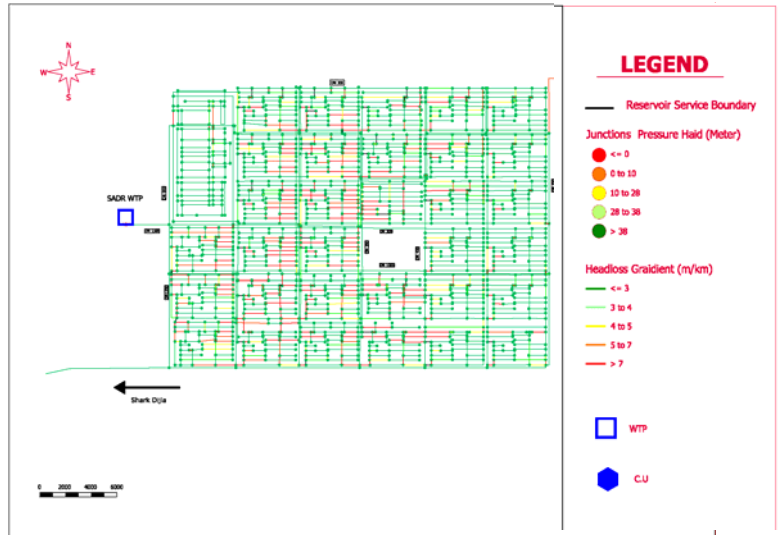 N
W E
S
SADR WTP
Shark Dijla
0 2000 4000 6000
LEGEND
Reservoir Service Boundary
Junctions Pressure Haid (Meter)
<= 0
0 to 10
10 to 28
28 to 38
> 38
Headloss Graidient (m/km)
<= 3
3 to 4
4 to 5
5 to 7
> 7
WTP
C.U